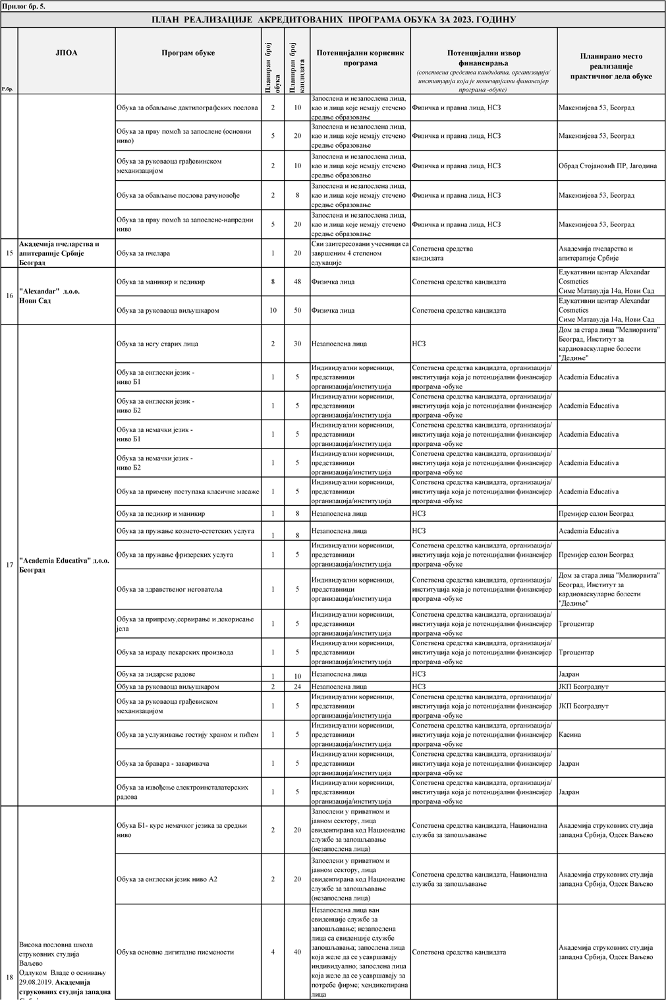 Прилог бр. 5.
ПЛАН РЕАЛИЗАЦИЈЕ АКРЕДИТОВАНИХ ПРОГРАМА ОБУКА ЗА 2023. ГОДИНУ
Р.бр.
ЈПОА
Програм обуке
Планиран број
обука
Планиран број
кандидата
Потенцијални корисник
програма
Потенцијални извор
финансирања
(сопствена средства кандидата, организација/
институција која је потенцијални финансијер
програма -обуке)
Планирано место
реализације
практичног дела обуке
Обука за обављање дактилографских послова
2
10
Запослена и незапослена лица,
као и лица које немају стечено
средње образовање
Физичка и правна лица, НСЗ
Макензијева 53, Београд
Обука за прву помоћ за запослене (основни
ниво)
5
20
Запослена и незапослена лица,
као и лица које немају стечено
средње образовање
Физичка и правна лица, НСЗ
Макензијева 53, Београд
Обука за руковаоца грађевинском
механизацијом
2
10
Запослена и незапослена лица,
као и лица које немају стечено
средње образовање
Физичка и правна лица, НСЗ
Обрад Стојановић ПР, Јагодина
Обука за обављање послова рачуновође
2
8
Запослена и незапослена лица,
као и лица које немају стечено
средње образовање
Физичка и правна лица, НСЗ
Макензијева 53, Београд
Обука за прву помоћ за запослене-напредни
ниво
5
20
Запослена и незапослена лица,
као и лица које немају стечено
средње образовање
Физичка и правна лица, НСЗ
Макензијева 53, Београд
15
Академија пчеларства и
апитерапије Србије
Београд
Обука за пчелара
1
20
Сви заитересовани учесници са
завршеним 4 степеном
едукације
Сопствена средства
кандидата
Академија пчеларства и
апитерапије Србије
16
"Alexandar" д.о.о.
Нови Сад
Обука за маникир и педикир
8
48
Физичка лица
Сопствена средства кандидата
Едукативни центар Alexandar
Cosmetics
Симе Матавуља 14а, Нови Сад
Обука за руковаоца виљушкаром
10
50
Физичка лица
Сопствена средства кандидата
Едукативни центар Alexandar
Cosmetics
Симе Матавуља 14а, Нови Сад
17
"Academia Educativa" д.о.о.
Београд
Обука за негу старих лица
2
30
Незапослена лица
НСЗ
Дом за стара лица "Мелиорвита"
Београд, Институт за
кардиоваскуларне болести
"Дедиње"
Обука за енглески језик -
ниво Б1
1
5
Индивидуални корисници,
представници
организација/институција
Сопствена средства кандидата, организација/
институција која је потенцијални финансијер
програма -обуке
Academia Educativa
Обука за енглески језик -
ниво Б2
1
5
Индивидуални корисници,
представници
организација/институција
Сопствена средства кандидата, организација/
институција која је потенцијални финансијер
програма -обуке
Academia Educativa
Обука за немачки језик -
ниво Б1
1
5
Индивидуални корисници,
представници
организација/институција
Сопствена средства кандидата, организација/
институција која је потенцијални финансијер
програма -обуке
Academia Educativa
Обука за немачки језик -
ниво Б2
1
5
Индивидуални корисници,
представници
организација/институција
Сопствена средства кандидата, организација/
институција која је потенцијални финансијер
програма -обуке
Academia Educativa
Обука за примену поступака класичне масаже
1
5
Индивидуални корисници,
представници
организација/институција
Сопствена средства кандидата, организација/
институција која је потенцијални финансијер
програма -обуке
Academia Educativa
Обука за педикир и маникир
1
8
Незапослена лица
НСЗ
Премијер салон Београд
Обука за пружање козмето-естетских услуга
1
8
Незапослена лица
НСЗ
Academia Educativa
Обука за пружање фризерских услуга
1
5
Индивидуални корисници,
представници
организација/институција
Сопствена средства кандидата, организација/
институција која је потенцијални финансијер
програма -обуке
Премијер салон Београд
Обука за здравственог неговатеља
1
5
Индивидуални корисници,
представници
организација/институција
Сопствена средства кандидата, организација/
институција која је потенцијални финансијер
програма -обуке
Дом за стара лица "Мелиорвита"
Београд, Институт за
кардиоваскуларне болести
"Дедиње"
Обука за припрему,сервирање и декорисање
јела
1
5
Индивидуални корисници,
представници
организација/институција
Сопствена средства кандидата, организација/
институција која је потенцијални финансијер
програма -обуке
Тргоцентар
Обука за израду пекарских производа
1
5
Индивидуални корисници,
представници
организација/институција
Сопствена средства кандидата, организација/
институција која је потенцијални финансијер
програма -обуке
Тргоцентар
Обука за зидарске радове
1
10
Незапослена лица
НСЗ
Јадран
Обука за руковаоца виљушкаром
2
24
Незапослена лица
НСЗ
ЈКП Београдпут
Обука за руковаоца грађевиском
механизацијом
1
5
Индивидуални корисници,
представници
организација/институција
Сопствена средства кандидата, организација/
институција која је потенцијални финансијер
програма -обуке
ЈКП Београдпут
Обука за услуживање гостију храном и пићем
1
5
Индивидуални корисници,
представници
организација/институција
Сопствена средства кандидата, организација/
институција која је потенцијални финансијер
програма -обуке
Касина
Обука за бравара - заваривача
1
5
Индивидуални корисници,
представници
организација/институција
Сопствена средства кандидата, организација/
институција која је потенцијални финансијер
програма -обуке
Јадран
Обука за извођење електроинсталатерских
радова
1
5
Индивидуални корисници,
представници
организација/институција
Сопствена средства кандидата, организација/
институција која је потенцијални финансијер
програма -обуке
Јадран
18
Висока пословна школа
струковних студија
Ваљево
Одлуком Владе о оснивању
29.08.2019. Академија
струковних студија западна
Обука Б1- курс немачког језика за средњи
ниво
2
20
Запослени у приватном и
јавном сектору, лица
евидентирана код Националне
службе за запошљавање
(незапослена лица)
Сопствена средства кандидата, Национална
служба за запошљавање
Академија струковних студија
западна Србија, Одсек Ваљево
Обука за енглески језик ниво А2
2
20
Запослени у приватном и
јавном сектору, лица
евидентирана код Националне
службе за запошљавање
(незапослена лица)
Сопствена средства кандидата, Национална
служба за запошљавање
Академија струковних студија
западна Србија, Одсек Ваљево
Обука основне дигиталне писмености
4
40
Незапослена лица ван
евиденције службе за
запошљавање; незапослена
лица са евиденције службе
запошљавања; запослена лица
која желе да се усавршавају
индивидуално; запослена лица
која желе да се усавршавају за
потребе фирме; хендикепирана
лица
Сопствена средства кандидата
Академија струковних студија
западна Србија, Одсек Ваљево